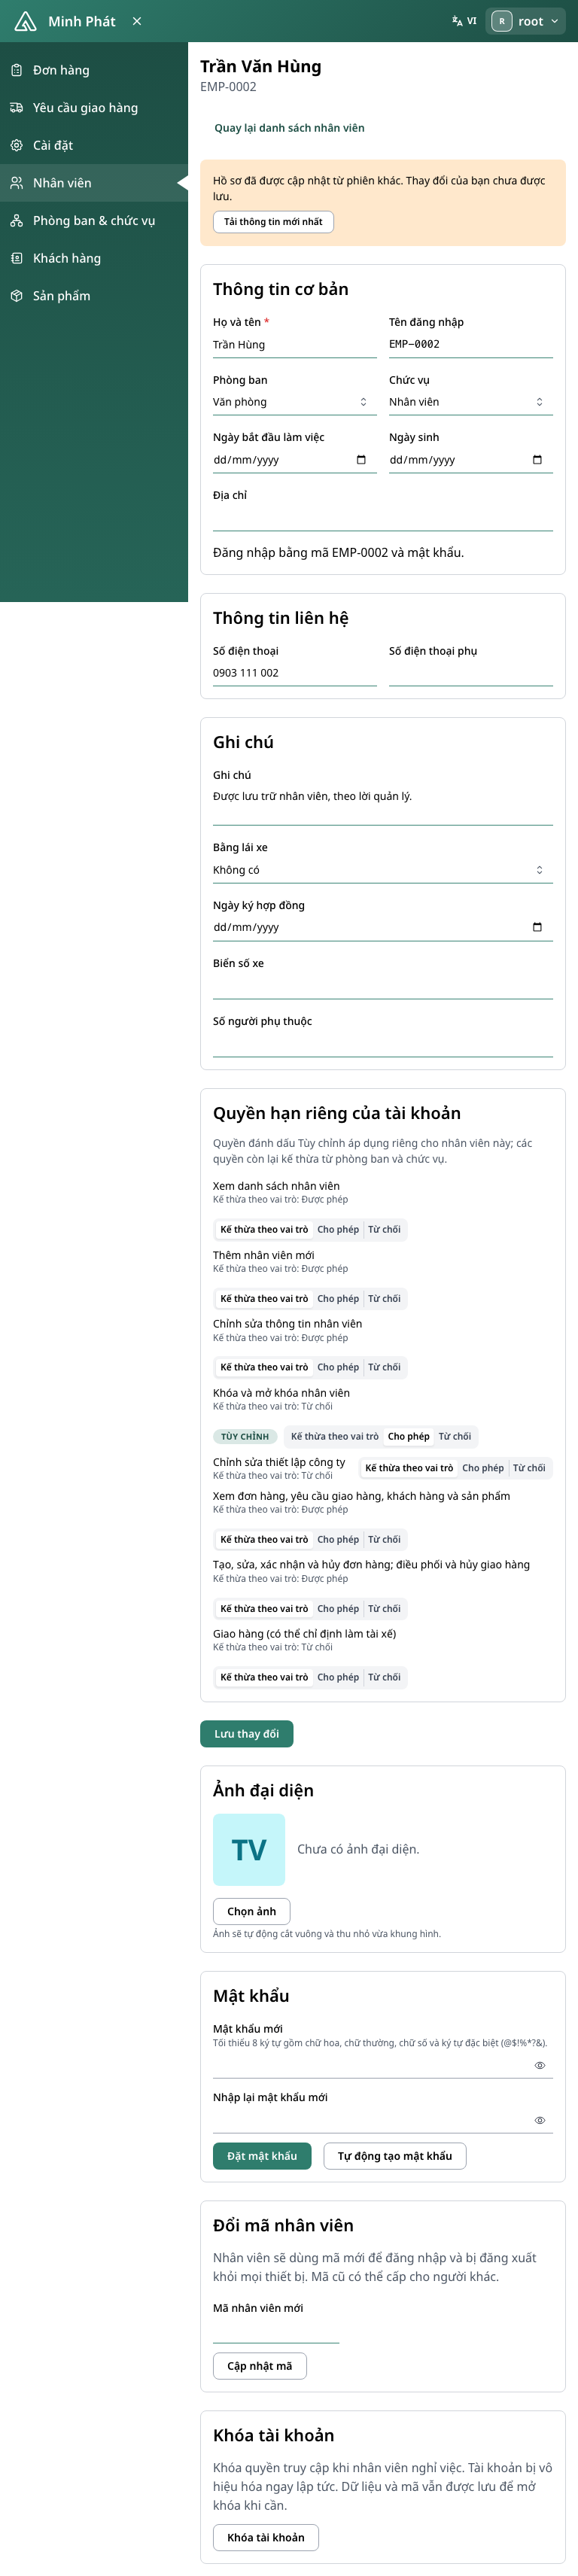 Minh Phát
VI
R
root
Đơn hàng
Yêu cầu giao hàng
Cài đặt
Nhân viên
Phòng ban & chức vụ
Khách hàng
Sản phẩm
Trần Văn Hùng
EMP-0002
Quay lại danh sách nhân viên
Hồ sơ đã được cập nhật từ phiên khác. Thay đổi của bạn chưa được
lưu.
Tải thông tin mới nhất
Thông tin cơ bản
Họ và tên *
Tên đăng nhập
Trần Hùng
EMP-0002
Phòng ban
Chức vụ
Văn phòng
Nhân viên
Ngày bắt đầu làm việc
Ngày sinh
dd/mm/yyyy
dd/mm/yyyy
Địa chỉ
Đăng nhập bằng mã EMP-0002 và mật khẩu.
Thông tin liên hệ
Số điện thoại
Số điện thoại phụ
0903 111 002
Ghi chú
Ghi chú
Được lưu trữ nhân viên, theo lời quản lý.
Bằng lái xe
Không có
Ngày ký hợp đồng
dd/mm/yyyy
Biển số xe
Số người phụ thuộc
Quyền hạn riêng của tài khoản
Quyền đánh dấu Tùy chỉnh áp dụng riêng cho nhân viên này; các
quyền còn lại kế thừa từ phòng ban và chức vụ.
Xem danh sách nhân viên
Kế thừa theo vai trò: Được phép
Kế thừa theo vai trò Cho phép Từ chối
Thêm nhân viên mới
Kế thừa theo vai trò: Được phép
Kế thừa theo vai trò Cho phép Từ chối
Chỉnh sửa thông tin nhân viên
Kế thừa theo vai trò: Được phép
Kế thừa theo vai trò Cho phép Từ chối
Khóa và mở khóa nhân viên
Kế thừa theo vai trò: Từ chối
TÙY CHỈNH Kế thừa theo vai trò Cho phép Từ chối
Chỉnh sửa thiết lập công ty
Kế thừa theo vai trò: Từ chối
Kế thừa theo vai trò Cho phép Từ chối
Xem đơn hàng, yêu cầu giao hàng, khách hàng và sản phẩm
Kế thừa theo vai trò: Được phép
Kế thừa theo vai trò Cho phép Từ chối
Tạo, sửa, xác nhận và hủy đơn hàng; điều phối và hủy giao hàng
Kế thừa theo vai trò: Được phép
Kế thừa theo vai trò Cho phép Từ chối
Giao hàng (có thể chỉ định làm tài xế)
Kế thừa theo vai trò: Từ chối
Kế thừa theo vai trò Cho phép Từ chối
Lưu thay đổi
Ảnh đại diện
TV
Chưa có ảnh đại diện.
Chọn ảnh
Ảnh sẽ tự động cắt vuông và thu nhỏ vừa khung hình.
Mật khẩu
Mật khẩu mới
Tối thiểu 8 ký tự gồm chữ hoa, chữ thường, chữ số và ký tự đặc biệt (@$!%*?&).
Nhập lại mật khẩu mới
Đặt mật khẩu
Tự động tạo mật khẩu
Đổi mã nhân viên
Nhân viên sẽ dùng mã mới để đăng nhập và bị đăng xuất
khỏi mọi thiết bị. Mã cũ có thể cấp cho người khác.
Mã nhân viên mới
Cập nhật mã
Khóa tài khoản
Khóa quyền truy cập khi nhân viên nghỉ việc. Tài khoản bị vô
hiệu hóa ngay lập tức. Dữ liệu và mã vẫn được lưu để mở
khóa khi cần.
Khóa tài khoản